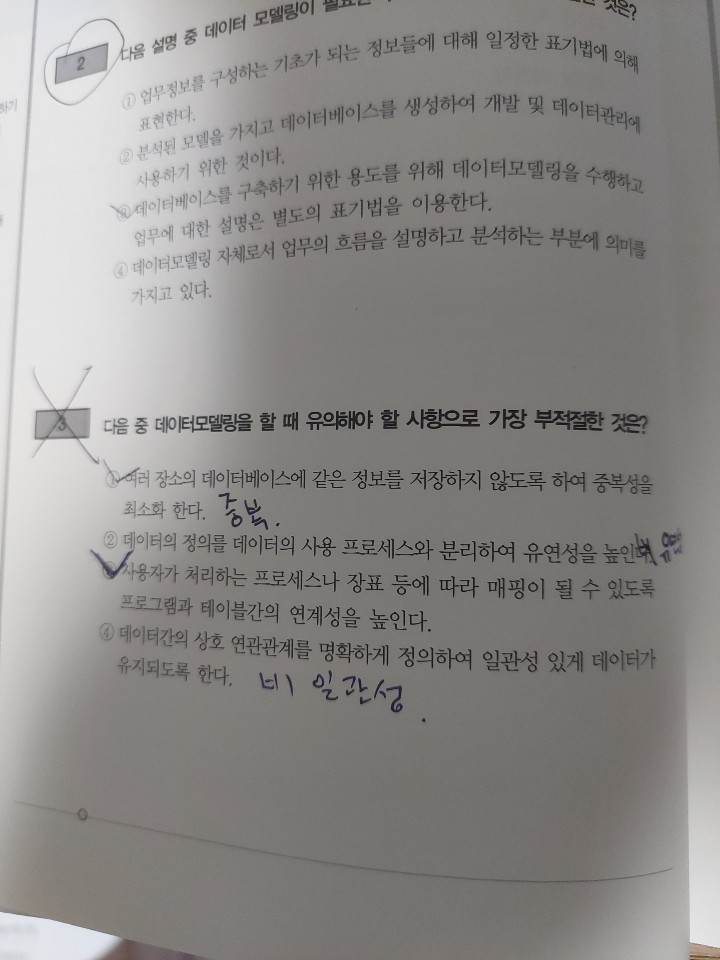 2 다음 설명 중 데이터 모델링이 필요한 것은?
① 업무정보를 구성하는 기초가 되는 정보들에 대해 일정한 표기법에 의해
표현한다.
② 분석된 모델을 가지고 데이터베이스를 생성하여 개발 및 데이터관리에
사용하기 위한 것이다.
③ 데이터베이스를 구축하기 위한 용도를 위해 데이터모델링을 수행하고
업무에 대한 설명은 별도의 표기법을 이용한다.
④ 데이터모델링 자체로서 업무의 흐름을 설명하고 분석하는 부분에 의미를
가지고 있다.
3 다음 중 데이터모델링을 할 때 유의해야 할 사항으로 가장 부적절한 것은?
① 여러 장소의 데이터베이스에 같은 정보를 저장하지 않도록 하여 중복성을
최소화 한다. 중복.
② 데이터의 정의를 데이터의 사용 프로세스와 분리하여 유연성을 높인다.
③ 사용자가 처리하는 프로세스나 장표 등에 따라 매핑이 될 수 있도록
프로그램과 테이블간의 연계성을 높인다.
④ 데이터간의 상호 연관관계를 명확하게 정의하여 일관성 있게 데이터가
유지되도록 한다. 비 일관성.